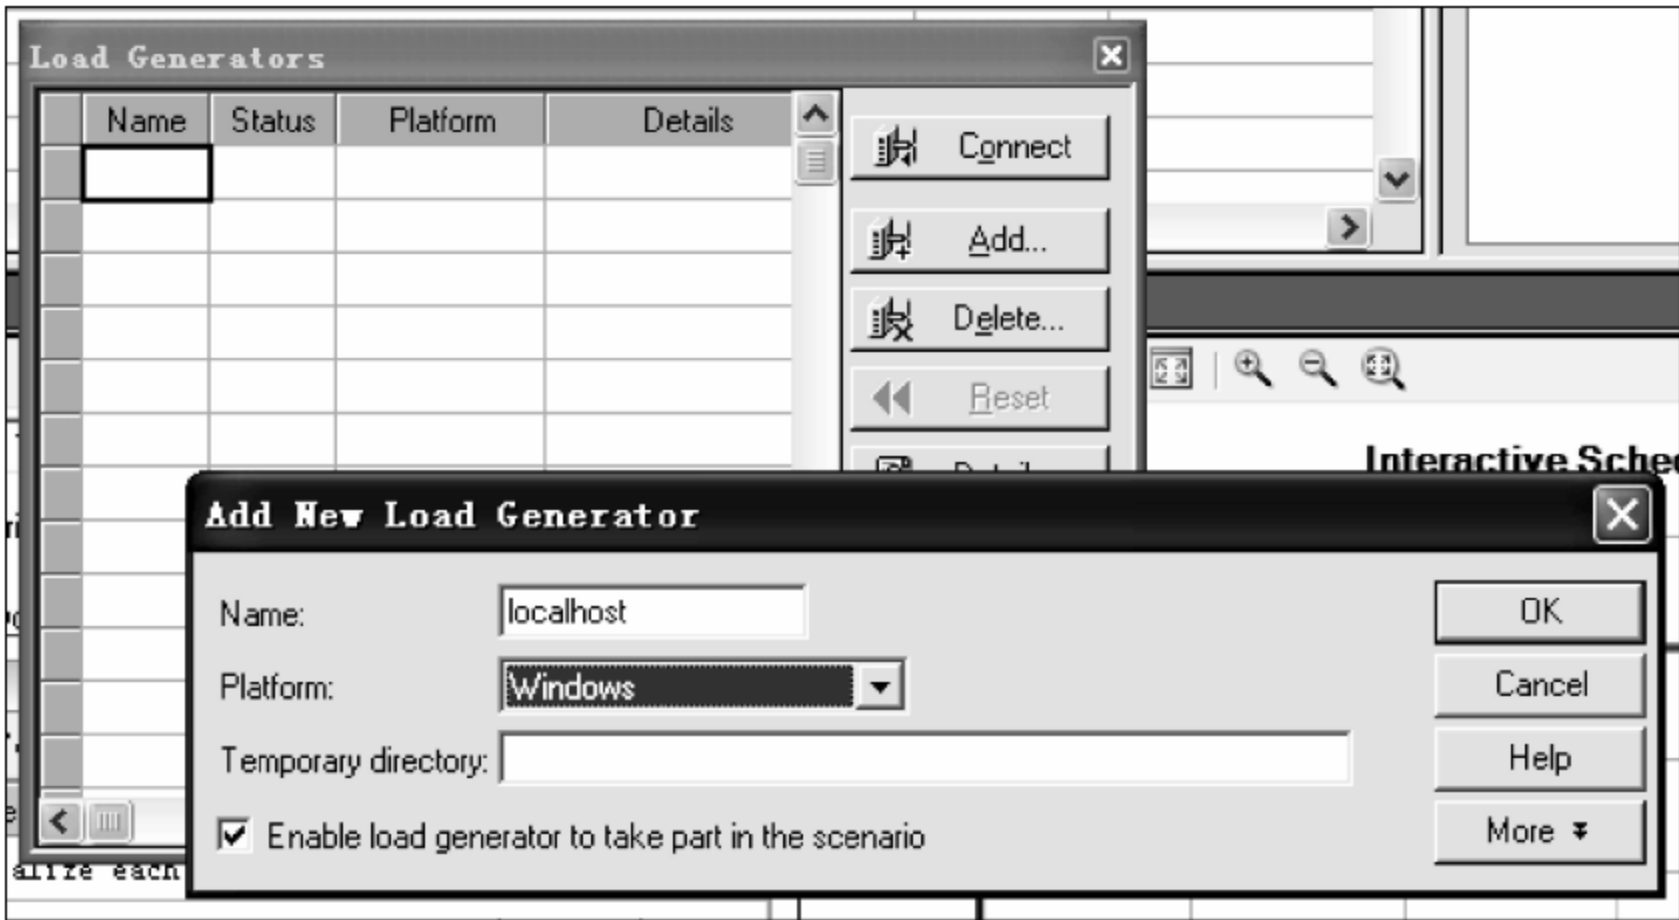 Load Generators
Name Status Platform Details
Connect
Add...
Delete...
Reset
Interactive
Add New Load Generator
Name: localhost
OK
Platform: Windows
Cancel
Temporary directory:
Help
Enable load generator to take part in the scenario
More
alize each